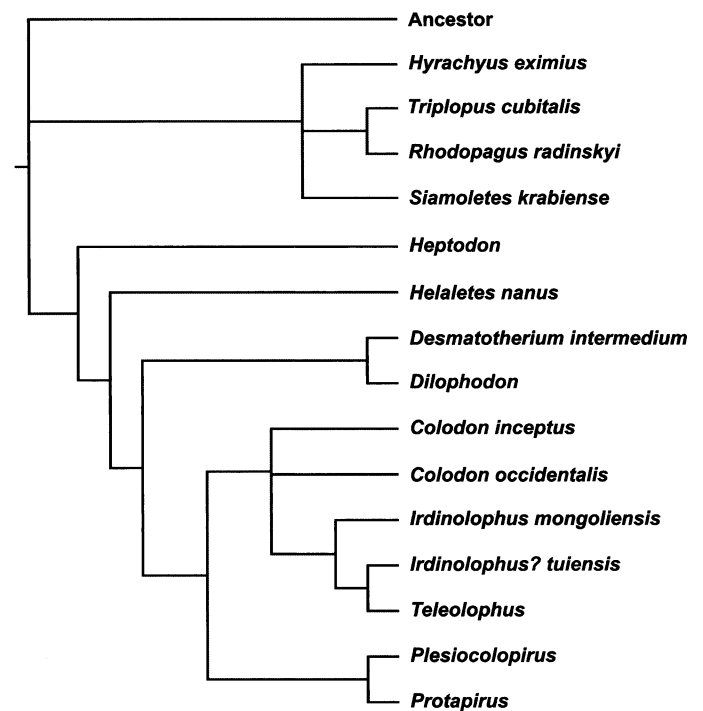 Ancestor
Hyrachyus eximius
Triplopus cubitalis
Rhodopagus radinskyi
Siamoletes krabiense
Heptodon
Helaletes nanus
Desmatotherium intermedium
Dilophodon
Colodon inceptus
Colodon occidentalis
Irdinolophus mongoliensis
Irdinolophus? tuiensis
Teleolophus
Plesiocolopirus
Protapirus